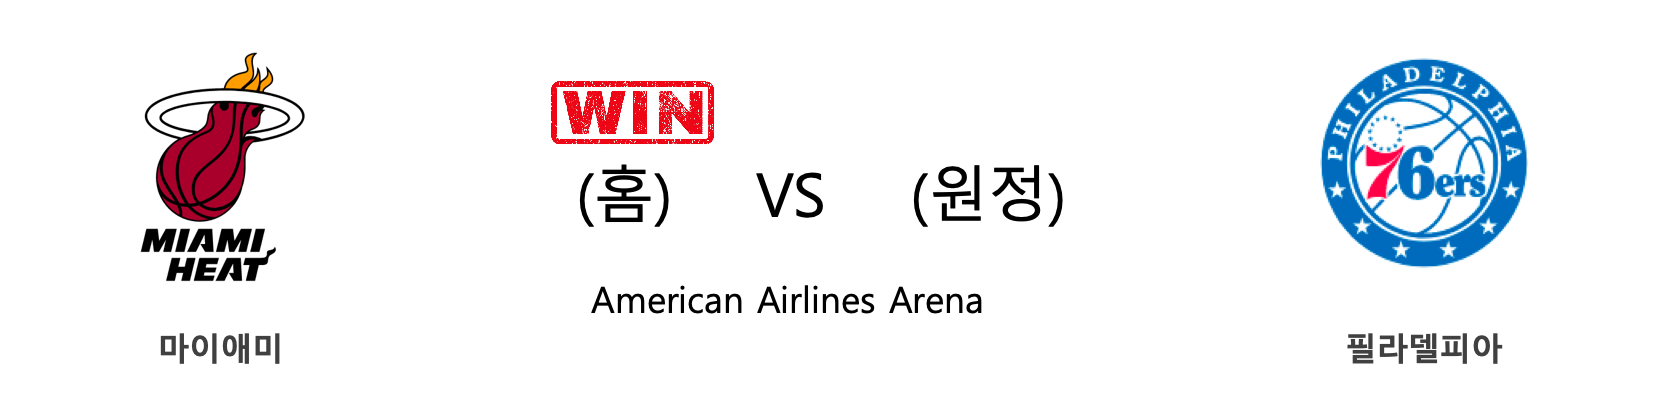 MIAMI
HEAT
마이애미
WIN
(홈) VS (원정)
American Airlines Arena
PHILADELPHIA
76ers
필라델피아